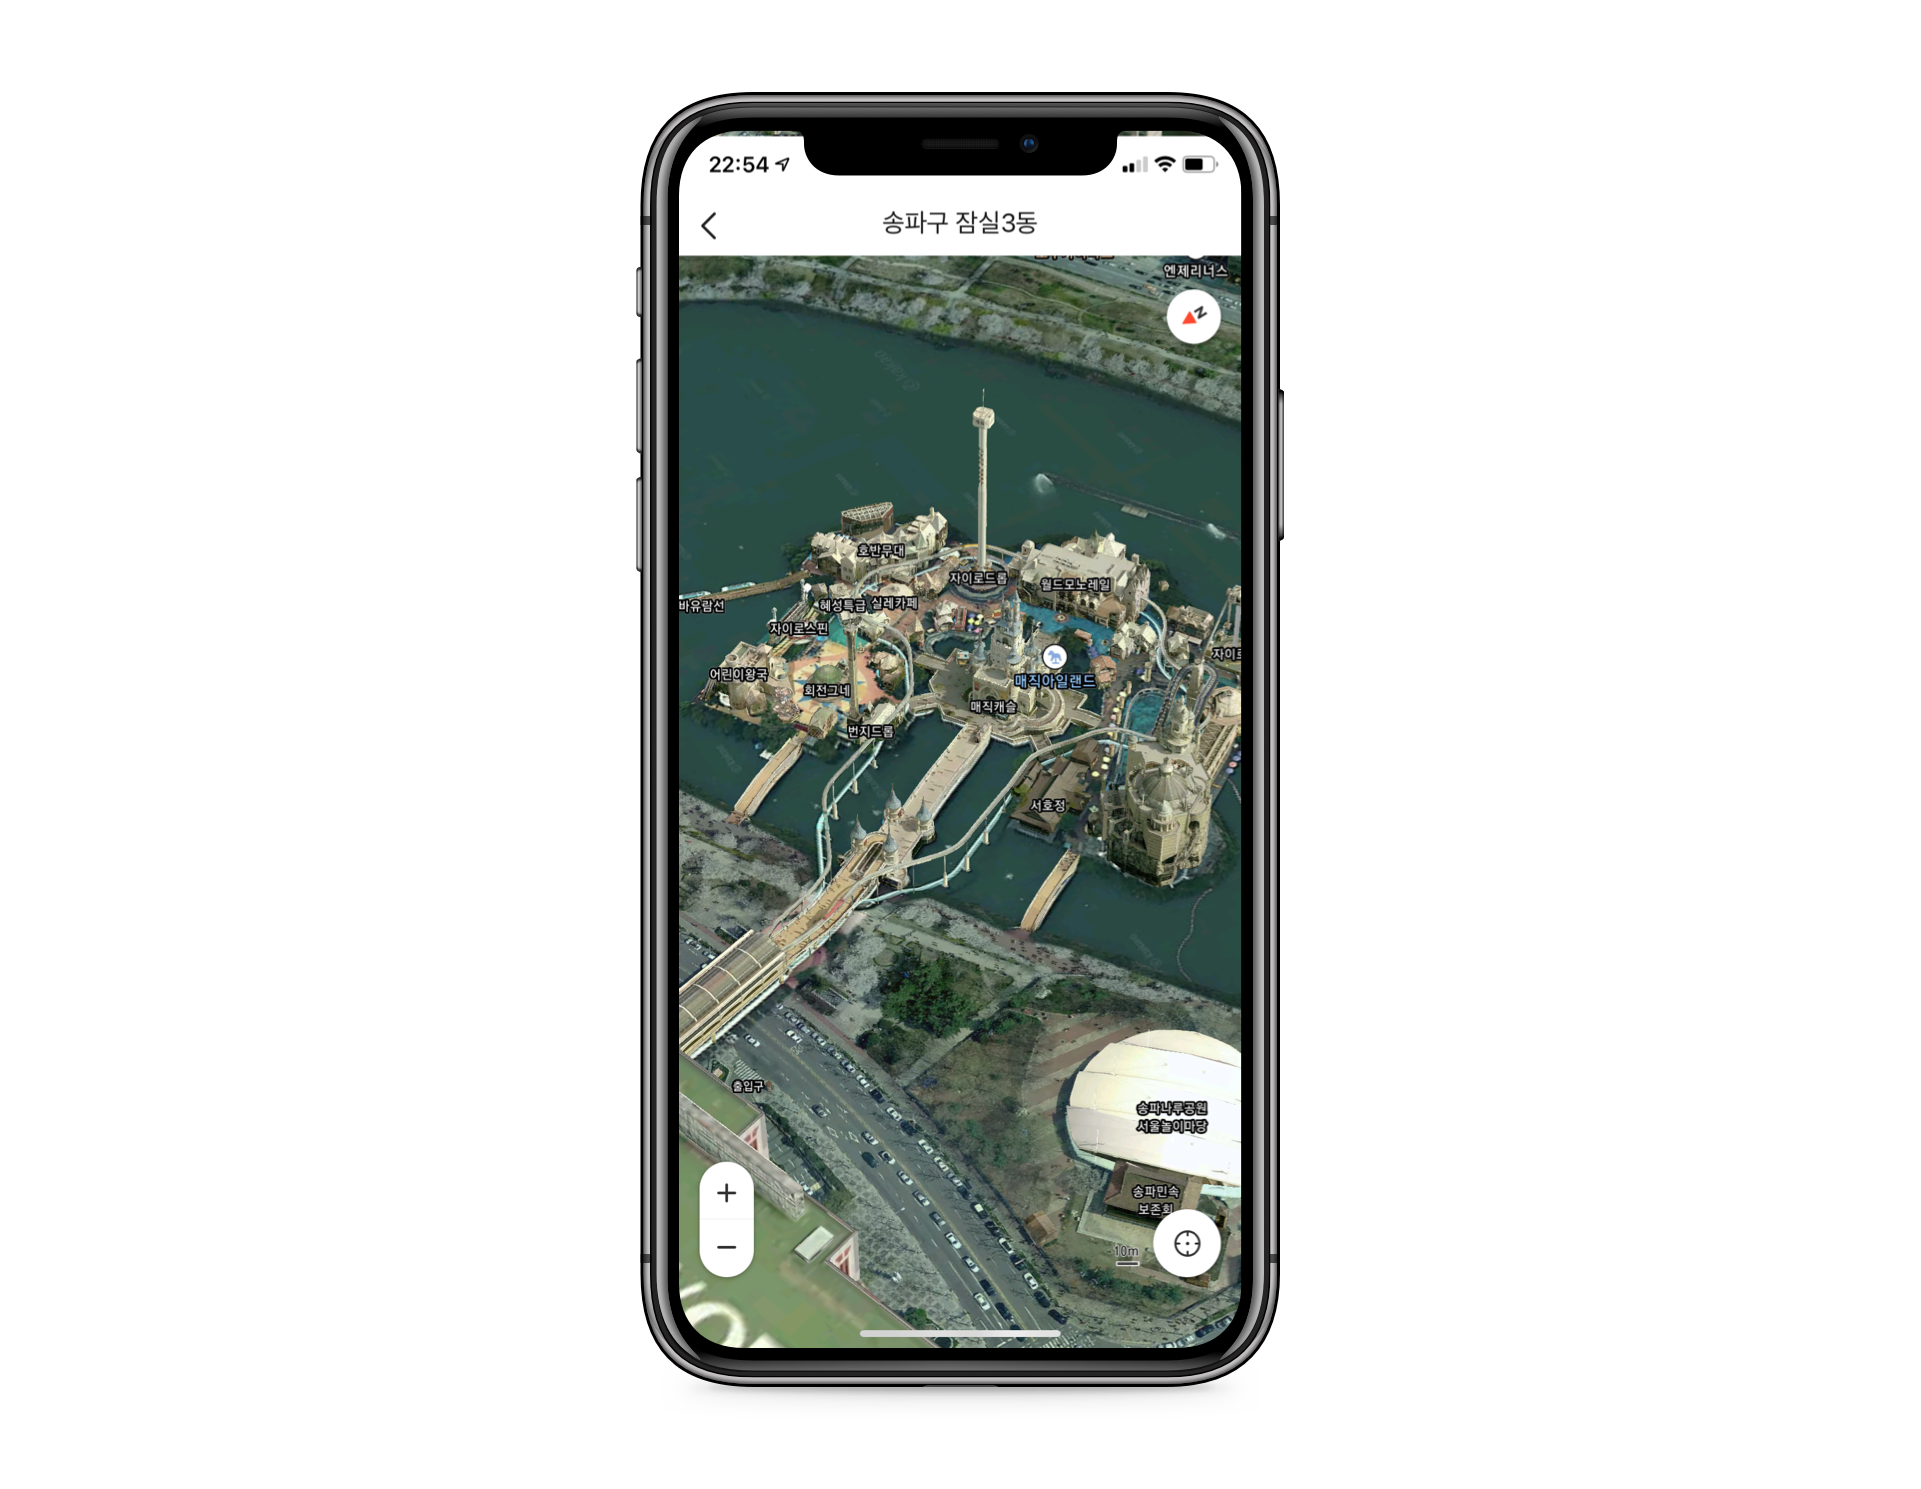 22:54
송파구 잠실3동
엔젤리너스
N
호반무대
자이로드롭
월드모노레일
바유람선
혜성특급 실레카페
자이로스핀
자이로
어린이왕국
회전그네
매직아일랜드
매직캐슬
번지드롭
서호정
출입구
송파나루공원
서울놀이마당
송파민속
보존회
10m